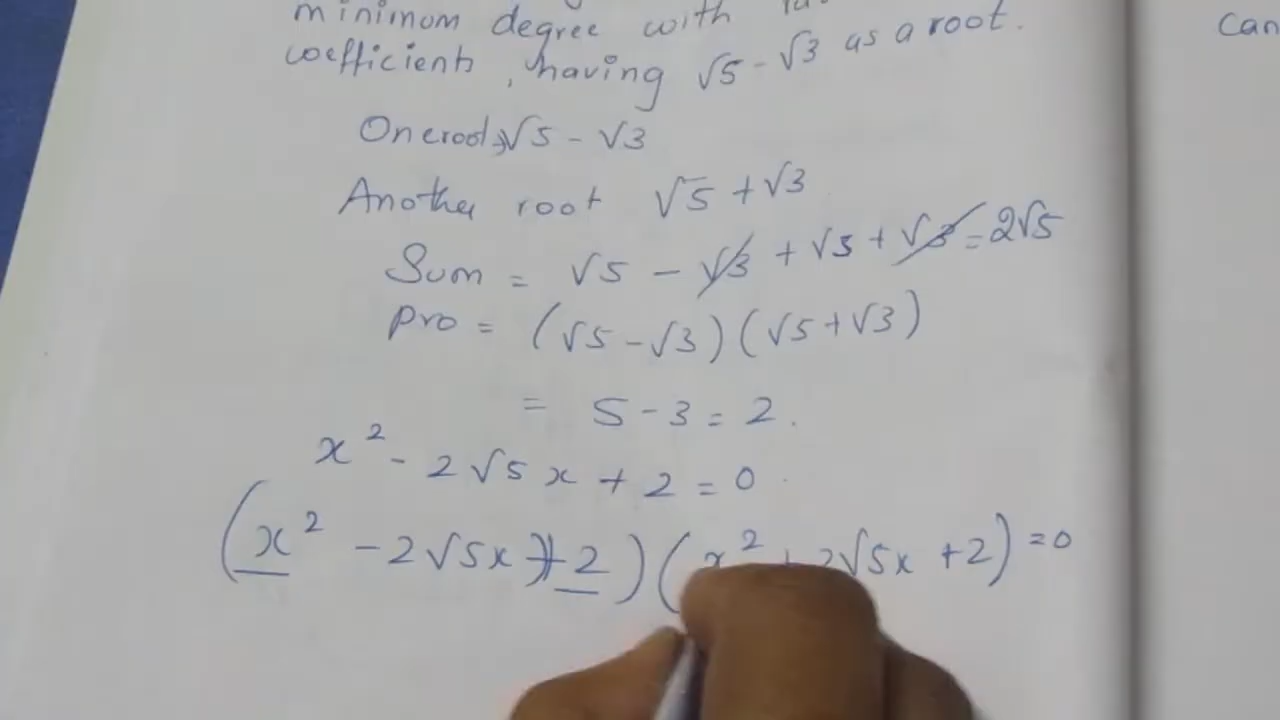 minimum degree with
coefficients, having √5 - √3 as a root.
One root, √5 - √3
Another root √5 + √3
Sum = √5 - √3 + √5 + √3 = 2√5
Pro = (√5 - √3)(√5 + √3)
= 5 - 3 = 2.
x² - 2√5 x + 2 = 0
(x² - 2√5x + 2)(x² + 2√5x + 2) = 0
Can